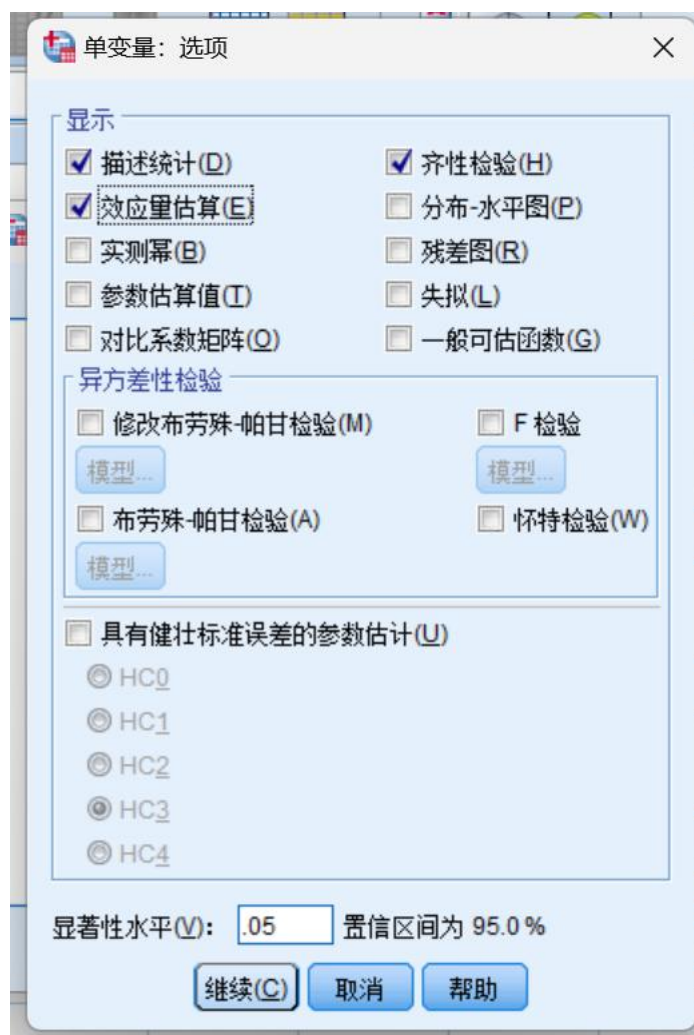 单变量：选项
显示
描述统计(D) 齐性检验(H)
效应量估算(E) 分布-水平图(P)
实测幂(B) 残差图(R)
参数估算值(T) 失拟(L)
对比系数矩阵(O) 一般可估函数(G)
异方差性检验
修改布劳殊-帕甘检验(M) F 检验
模型... 模型...
布劳殊-帕甘检验(A) 怀特检验(W)
模型...
具有健壮标准误差的参数估计(U)
HC0
HC1
HC2
HC3
HC4
显著性水平(V)： .05 置信区间为 95.0 %
继续(C) 取消 帮助